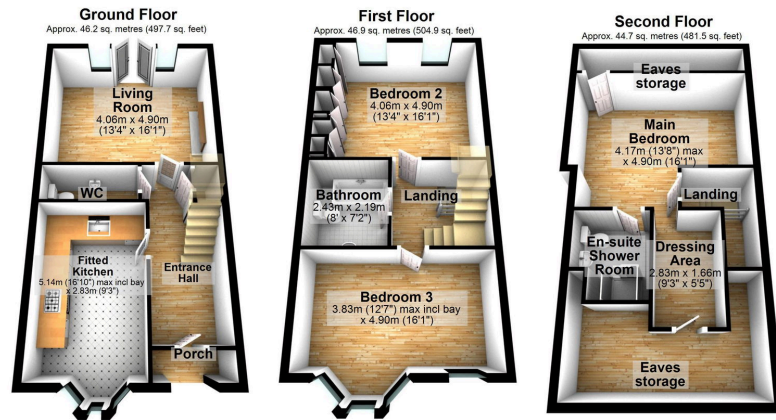 Ground Floor
Approx. 46.2 sq. metres (497.7 sq. feet)
Living
Room
4.06m x 4.90m
(13'4" x 16'1")
WC
Fitted
Kitchen
5.14m (16'10") max incl bay
x 2.83m (9'3")
Entrance
Hall
Porch
First Floor
Approx. 46.9 sq. metres (504.9 sq. feet)
Bedroom 2
4.06m x 4.90m
(13'4" x 16'1")
Bathroom
2.43m x 2.19m
(8' x 7'2")
Landing
Bedroom 3
3.83m (12'7") max incl bay
x 4.90m (16'1")
Second Floor
Approx. 44.7 sq. metres (481.5 sq. feet)
Eaves
storage
Main
Bedroom
4.17m (13'8") max
x 4.90m (16'1")
Landing
En-suite
Shower
Room
Dressing
Area
2.83m x 1.66m
(9'3" x 5'5")
Eaves
storage